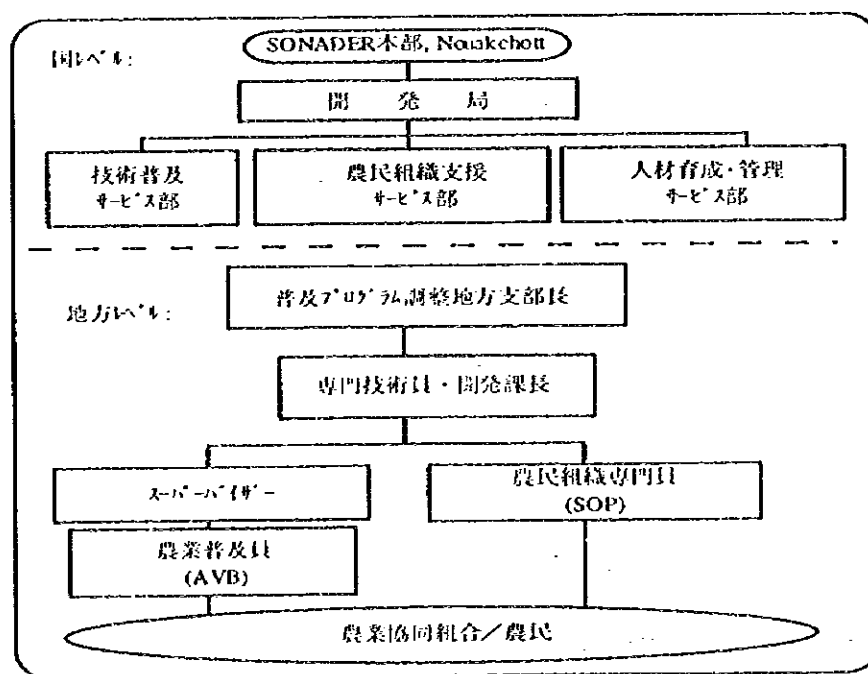 国レベル:
SONADER本部, Nouakchott
開 発 局
技術普及
サービス部
農民組織支援
サービス部
人材育成・管理
サービス部
地方レベル:
普及プログラム調整地方支部長
専門技術員・開発課長
スーパーバイザー
農民組織専門員
(SOP)
農業普及員
(AVB)
農業協同組合/農民